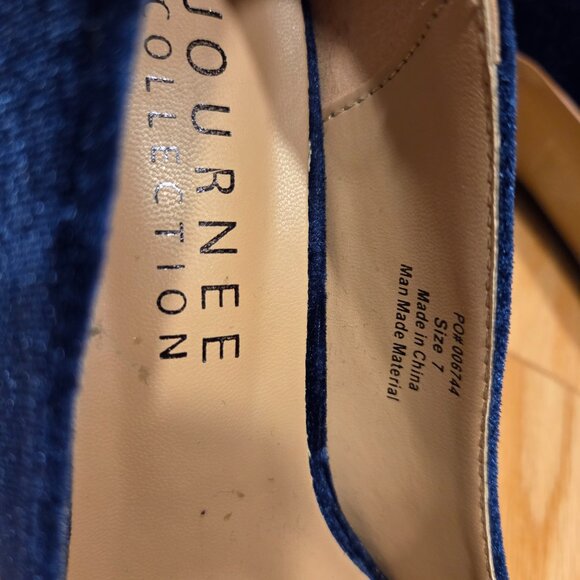 JOURNEE
COLLECTION
PO# 006744
Size 7
Made in China
Man Made Material